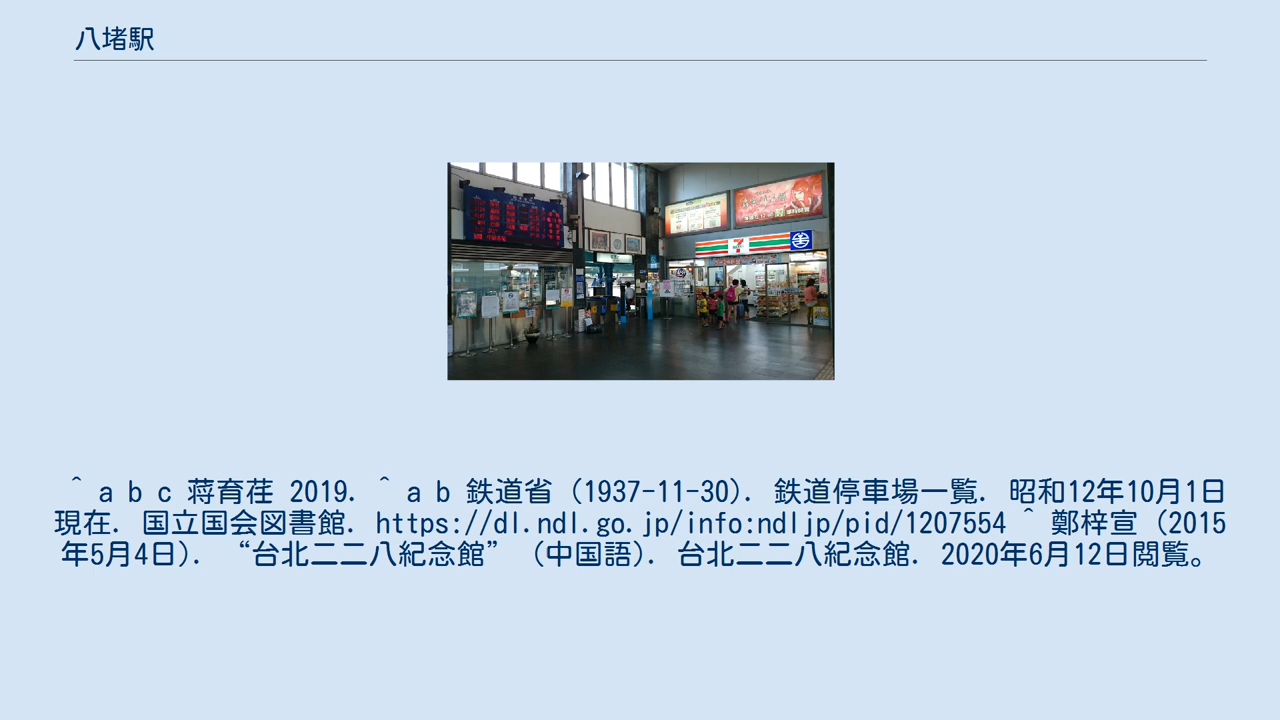 八堵駅
^ a b c 蒋育荏 2019. ^ a b 鉄道省 (1937-11-30). 鉄道停車場一覧. 昭和12年10月1日
現在. 国立国会図書館. https://dl.ndl.go.jp/info:ndljp/pid/1207554 ^ 鄭梓宣 (2015
年5月4日). “台北二二八紀念館” (中国語). 台北二二八紀念館. 2020年6月12日閲覧。